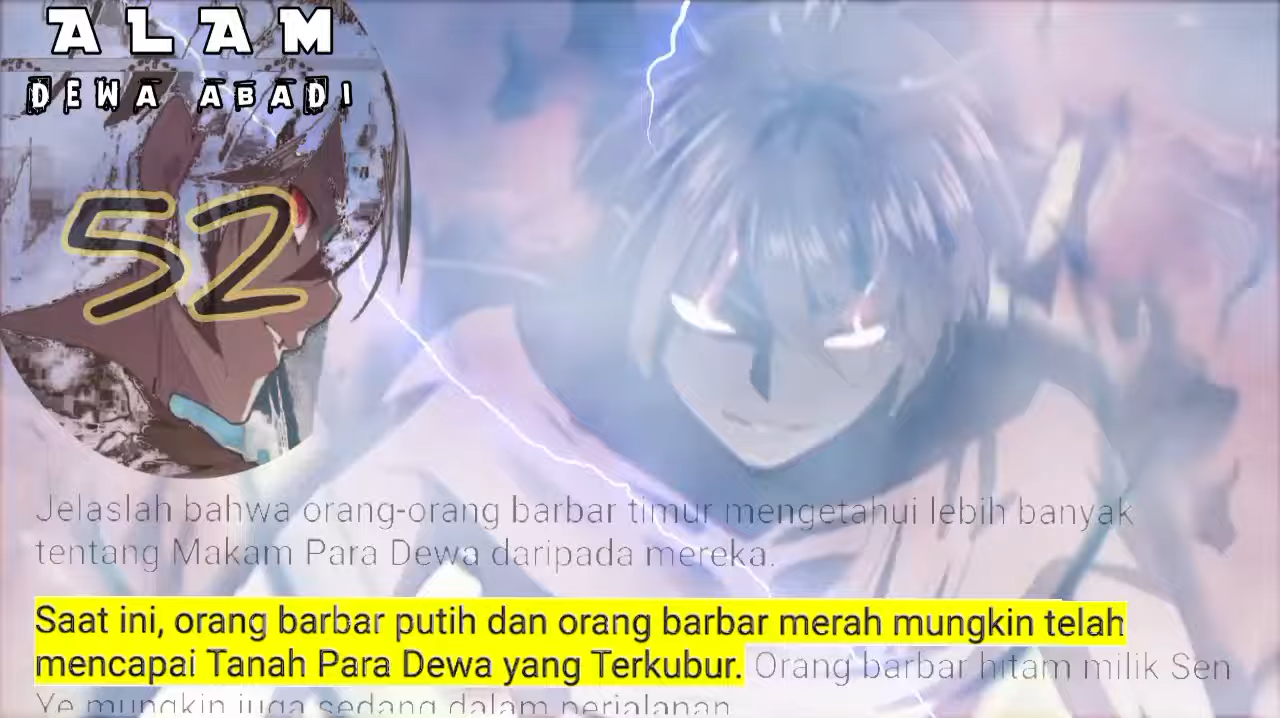 ALAM
DEWA ABADI
52
Jelaslah bahwa orang-orang barbar timur mengetahui lebih banyak
tentang Makam Para Dewa daripada mereka.
Saat ini, orang barbar putih dan orang barbar merah mungkin telah
mencapai Tanah Para Dewa yang Terkubur. Orang barbar hitam milik Sen
Ye mungkin juga sedang dalam perjalanan.